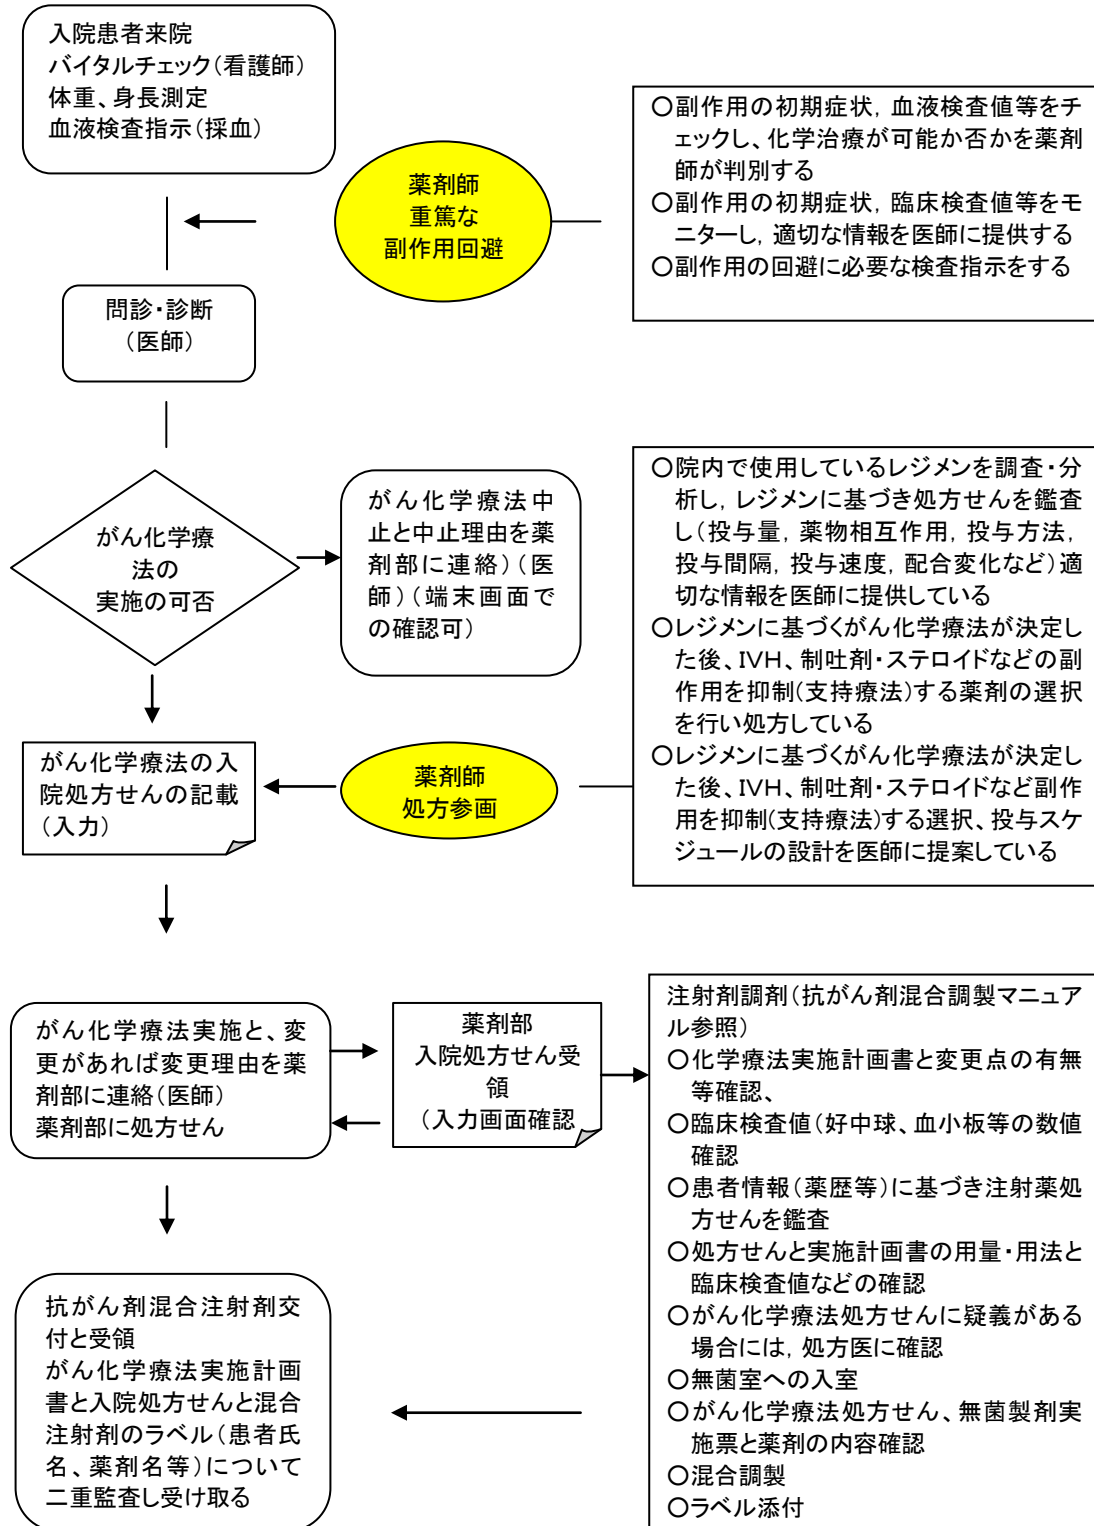 入院患者来院
バイタルチェック(看護師)
体重、身長測定
血液検査指示(採血)
薬剤師
重篤な
副作用回避
○副作用の初期症状, 血液検査値等をチ
ェックし、化学治療が可能か否かを薬剤
師が判別する
○副作用の初期症状, 臨床検査値等をモ
ニターし, 適切な情報を医師に提供する
○副作用の回避に必要な検査指示をする
問診・診断
(医師)
がん化学療
法の
実施の可否
がん化学療法中
止と中止理由を薬
剤部に連絡)(医
師)(端末画面で
の確認可)
○院内で使用しているレジメンを調査・分
析し, レジメンに基づき処方せんを鑑査
し(投与量, 薬物相互作用, 投与方法,
投与間隔, 投与速度, 配合変化など)適
切な情報を医師に提供している
○レジメンに基づくがん化学療法が決定し
た後、IVH、制吐剤・ステロイドなどの副
作用を抑制(支持療法)する薬剤の選択
を行い処方している
○レジメンに基づくがん化学療法が決定し
た後、IVH、制吐剤・ステロイドなど副作
用を抑制(支持療法)する選択、投与スケ
ジュールの設計を医師に提案している
がん化学療法の入
院処方せんの記載
(入力)
薬剤師
処方参画
がん化学療法実施と、変
更があれば変更理由を薬
剤部に連絡(医師)
薬剤部に処方せん
薬剤部
入院処方せん受
領
(入力画面確認
注射剤調剤(抗がん剤混合調製マニュア
ル参照)
○化学療法実施計画書と変更点の有無
等確認、
○臨床検査値(好中球、血小板等の数値
確認
○患者情報(薬歴等)に基づき注射薬処
方せんを鑑査
○処方せんと実施計画書の用量・用法と
臨床検査値などの確認
○がん化学療法処方せんに疑義がある
場合には, 処方医に確認
○無菌室への入室
○がん化学療法処方せん、無菌製剤実
施票と薬剤の内容確認
○混合調製
○ラベル添付
抗がん剤混合注射剤交
付と受領
がん化学療法実施計画
書と入院処方せんと混合
注射剤のラベル(患者氏
名、薬剤名等)について
二重監査し受け取る